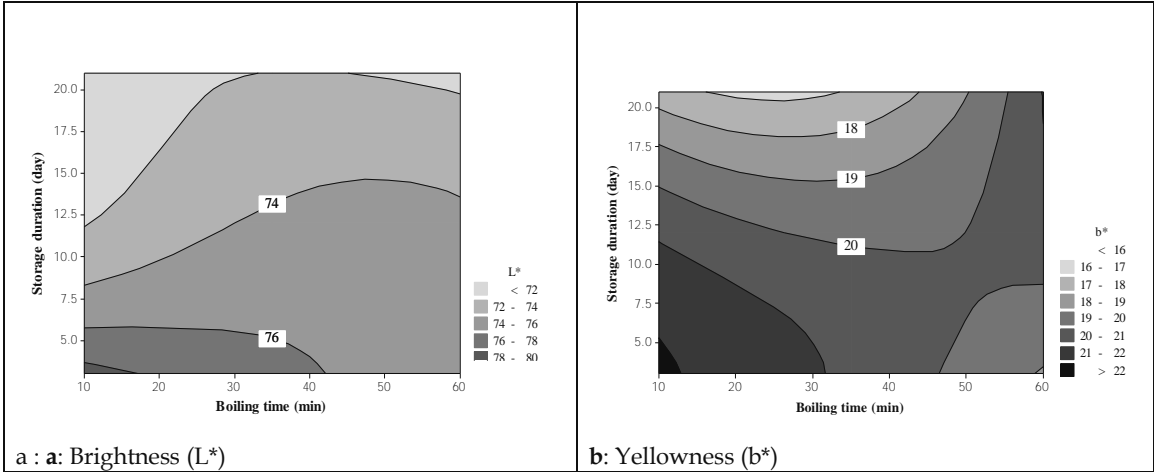 20.0
17.5
15.0
12.5
10.0
7.5
5.0
Storage duration (day)
74
76
L*
< 72
72 - 74
74 - 76
76 - 78
78 - 80
10 20 30 40 50 60
Boiling time (min)
a : a: Brightness (L*)
20.0
17.5
15.0
12.5
10.0
7.5
5.0
Storage duration (day)
18
19
20
b*
< 16
16 - 17
17 - 18
18 - 19
19 - 20
20 - 21
21 - 22
> 22
10 20 30 40 50 60
Boiling time (min)
b: Yellowness (b*)